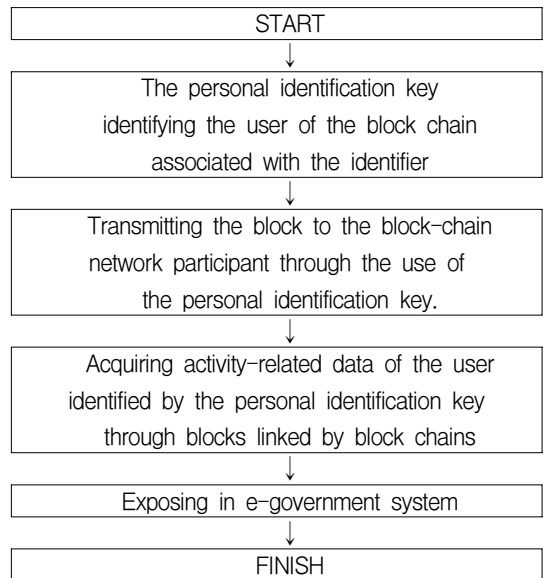 START
The personal identification key
identifying the user of the block chain
associated with the identifier
Transmitting the block to the block-chain
network participant through the use of
the personal identification key.
Acquiring activity-related data of the user
identified by the personal identification key
through blocks linked by block chains
Exposing in e-government system
FINISH